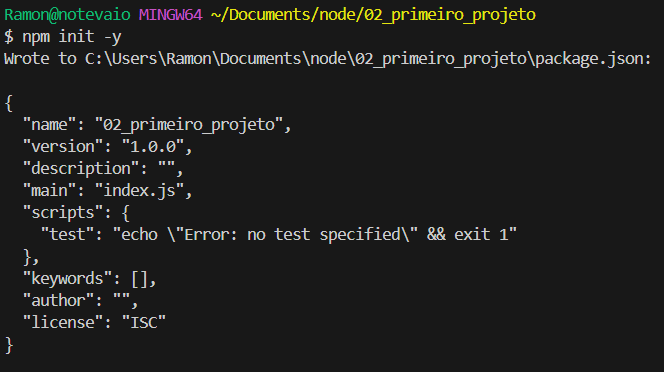 Ramon@notevaio MINGW64 ~/Documents/node/02_primeiro_projeto
$ npm init -y
Wrote to C:\Users\Ramon\Documents\node\02_primeiro_projeto\package.json:
{
  "name": "02_primeiro_projeto",
  "version": "1.0.0",
  "description": "",
  "main": "index.js",
  "scripts": {
    "test": "echo \"Error: no test specified\" && exit 1"
  },
  "keywords": [],
  "author": "",
  "license": "ISC"
}